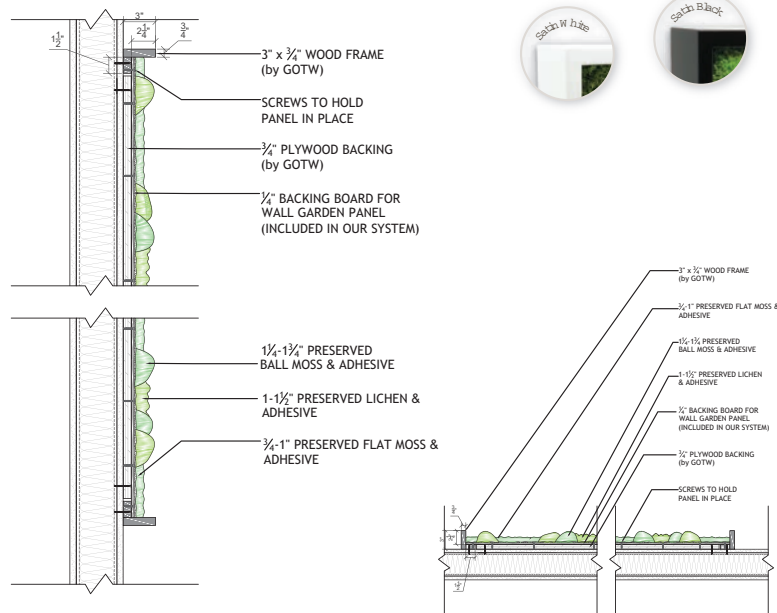 3"
2¼"
¾"
1½"
3" x ¾" WOOD FRAME
(by GOTW)
SCREWS TO HOLD
PANEL IN PLACE
¾" PLYWOOD BACKING
(by GOTW)
¼" BACKING BOARD FOR
WALL GARDEN PANEL
(INCLUDED IN OUR SYSTEM)
1¼-1¾" PRESERVED
BALL MOSS & ADHESIVE
1-1½" PRESERVED LICHEN &
ADHESIVE
¾-1" PRESERVED FLAT MOSS &
ADHESIVE
Satin White
Satin Black
3" x ¾" WOOD FRAME
(by GOTW)
¾-1" PRESERVED FLAT MOSS &
ADHESIVE
1¼-1¾ PRESERVED
BALL MOSS & ADHESIVE
1-1½" PRESERVED LICHEN
& ADHESIVE
BACKING BOARD FOR
WALL GARDEN PANEL
(INCLUDED IN OUR SYSTEM)
¾" PLYWOOD BACKING
(by GOTW)
SCREWS TO HOLD
PANEL IN PLACE